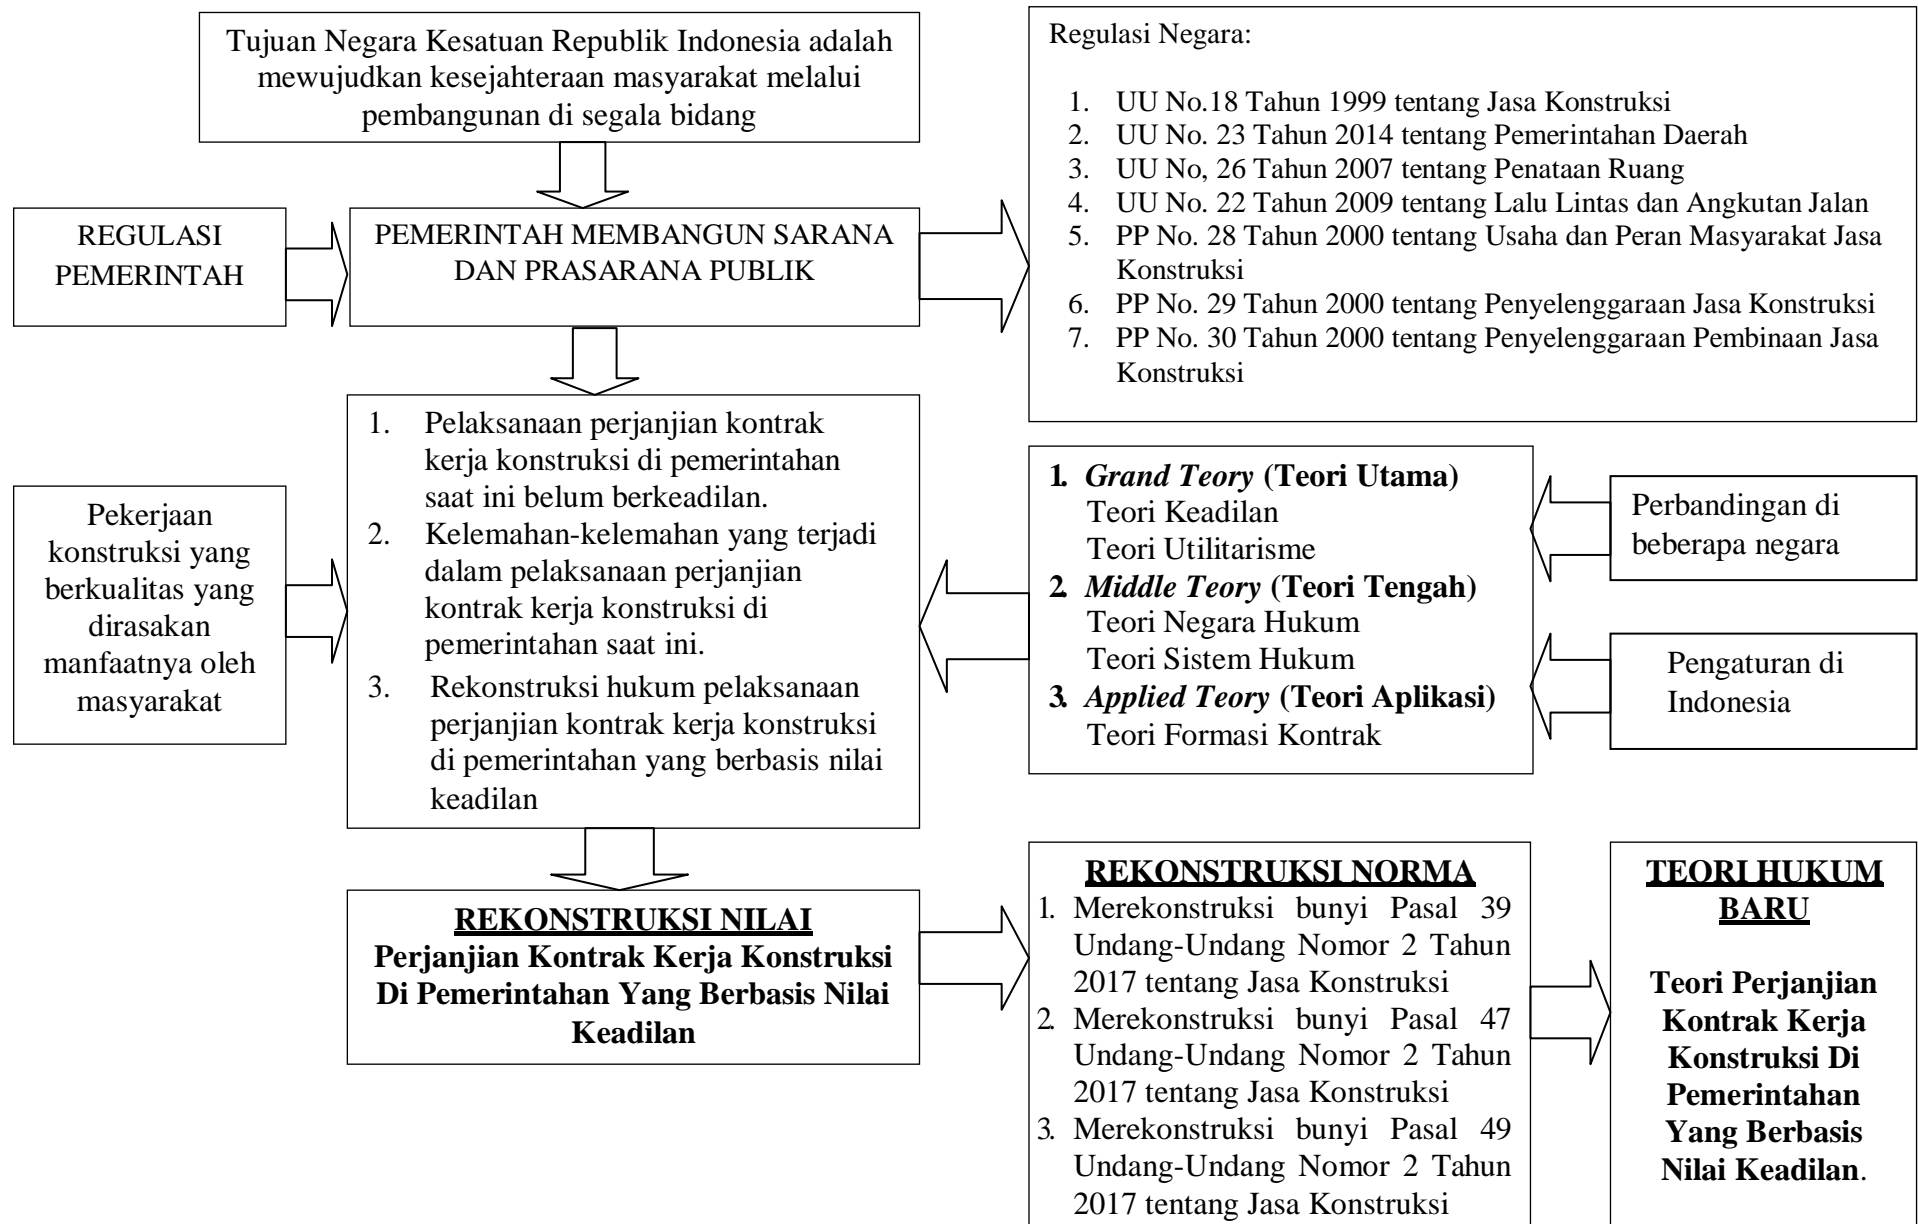 Tujuan Negara Kesatuan Republik Indonesia adalah
mewujudkan kesejahteraan masyarakat melalui
pembangunan di segala bidang
Regulasi Negara:
1. UU No.18 Tahun 1999 tentang Jasa Konstruksi
2. UU No. 23 Tahun 2014 tentang Pemerintahan Daerah
3. UU No, 26 Tahun 2007 tentang Penataan Ruang
4. UU No. 22 Tahun 2009 tentang Lalu Lintas dan Angkutan Jalan
5. PP No. 28 Tahun 2000 tentang Usaha dan Peran Masyarakat Jasa
Konstruksi
6. PP No. 29 Tahun 2000 tentang Penyelenggaraan Jasa Konstruksi
7. PP No. 30 Tahun 2000 tentang Penyelenggaraan Pembinaan Jasa
Konstruksi
REGULASI
PEMERINTAH
PEMERINTAH MEMBANGUN SARANA
DAN PRASARANA PUBLIK
Pekerjaan
konstruksi yang
berkualitas yang
dirasakan
manfaatnya oleh
masyarakat
1. Pelaksanaan perjanjian kontrak
kerja konstruksi di pemerintahan
saat ini belum berkeadilan.
2. Kelemahan-kelemahan yang terjadi
dalam pelaksanaan perjanjian
kontrak kerja konstruksi di
pemerintahan saat ini.
3. Rekonstruksi hukum pelaksanaan
perjanjian kontrak kerja konstruksi
di pemerintahan yang berbasis nilai
keadilan
1. Grand Teory (Teori Utama)
Teori Keadilan
Teori Utilitarisme
2. Middle Teory (Teori Tengah)
Teori Negara Hukum
Teori Sistem Hukum
3. Applied Teory (Teori Aplikasi)
Teori Formasi Kontrak
Perbandingan di
beberapa negara
Pengaturan di
Indonesia
REKONSTRUKSI NILAI
Perjanjian Kontrak Kerja Konstruksi
Di Pemerintahan Yang Berbasis Nilai
Keadilan
REKONSTRUKSI NORMA
1. Merekonstruksi bunyi Pasal 39
Undang-Undang Nomor 2 Tahun
2017 tentang Jasa Konstruksi
2. Merekonstruksi bunyi Pasal 47
Undang-Undang Nomor 2 Tahun
2017 tentang Jasa Konstruksi
3. Merekonstruksi bunyi Pasal 49
Undang-Undang Nomor 2 Tahun
2017 tentang Jasa Konstruksi
TEORI HUKUM
BARU
Teori Perjanjian
Kontrak Kerja
Konstruksi Di
Pemerintahan
Yang Berbasis
Nilai Keadilan.